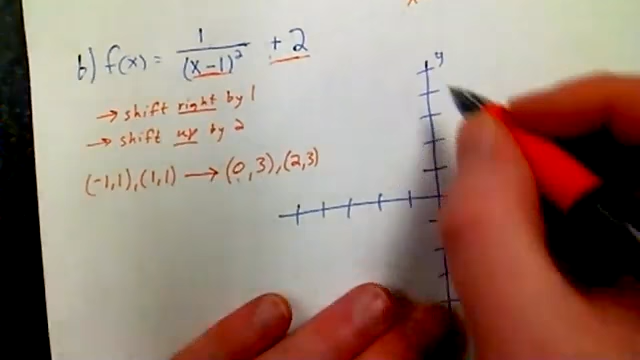 b) f(x) = 1/(x-1)² + 2
→ shift right by 1
→ shift up by 2
(-1,1),(1,1) → (0,3),(2,3)
y